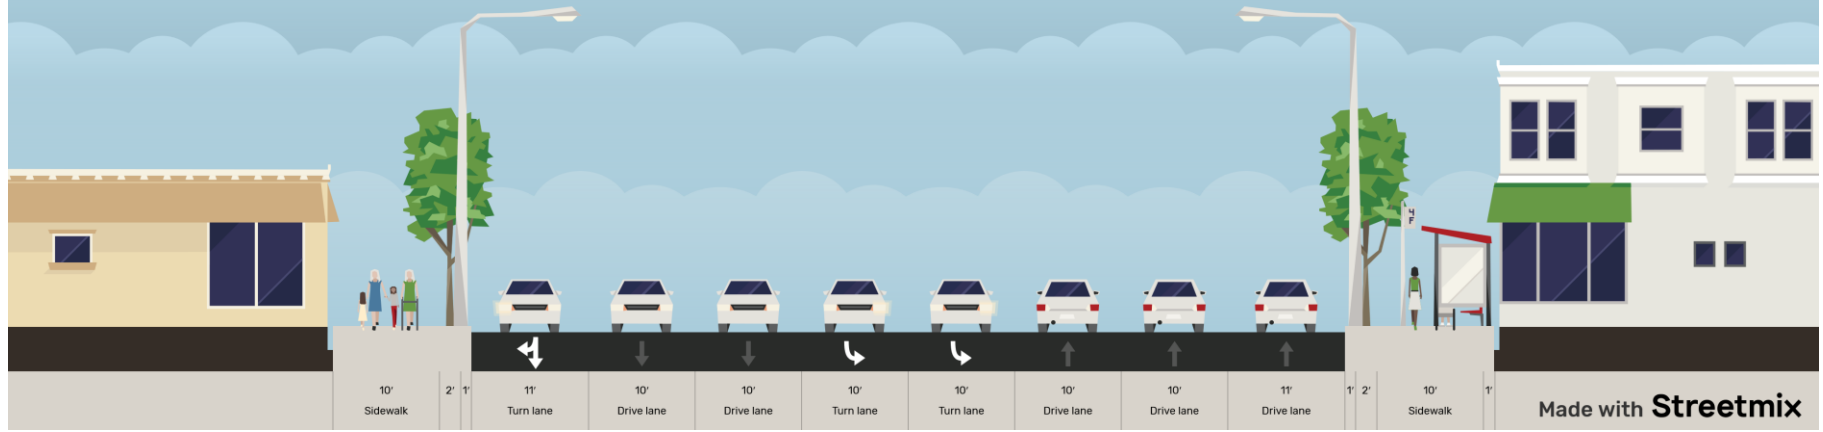 H
F
10' 2' 1' 11' 10' 10' 10' 10' 10' 10' 11' 1' 2' 10' 1'
Sidewalk Turn lane Drive lane Drive lane Turn lane Turn lane Drive lane Drive lane Drive lane Sidewalk
Made with Streetmix